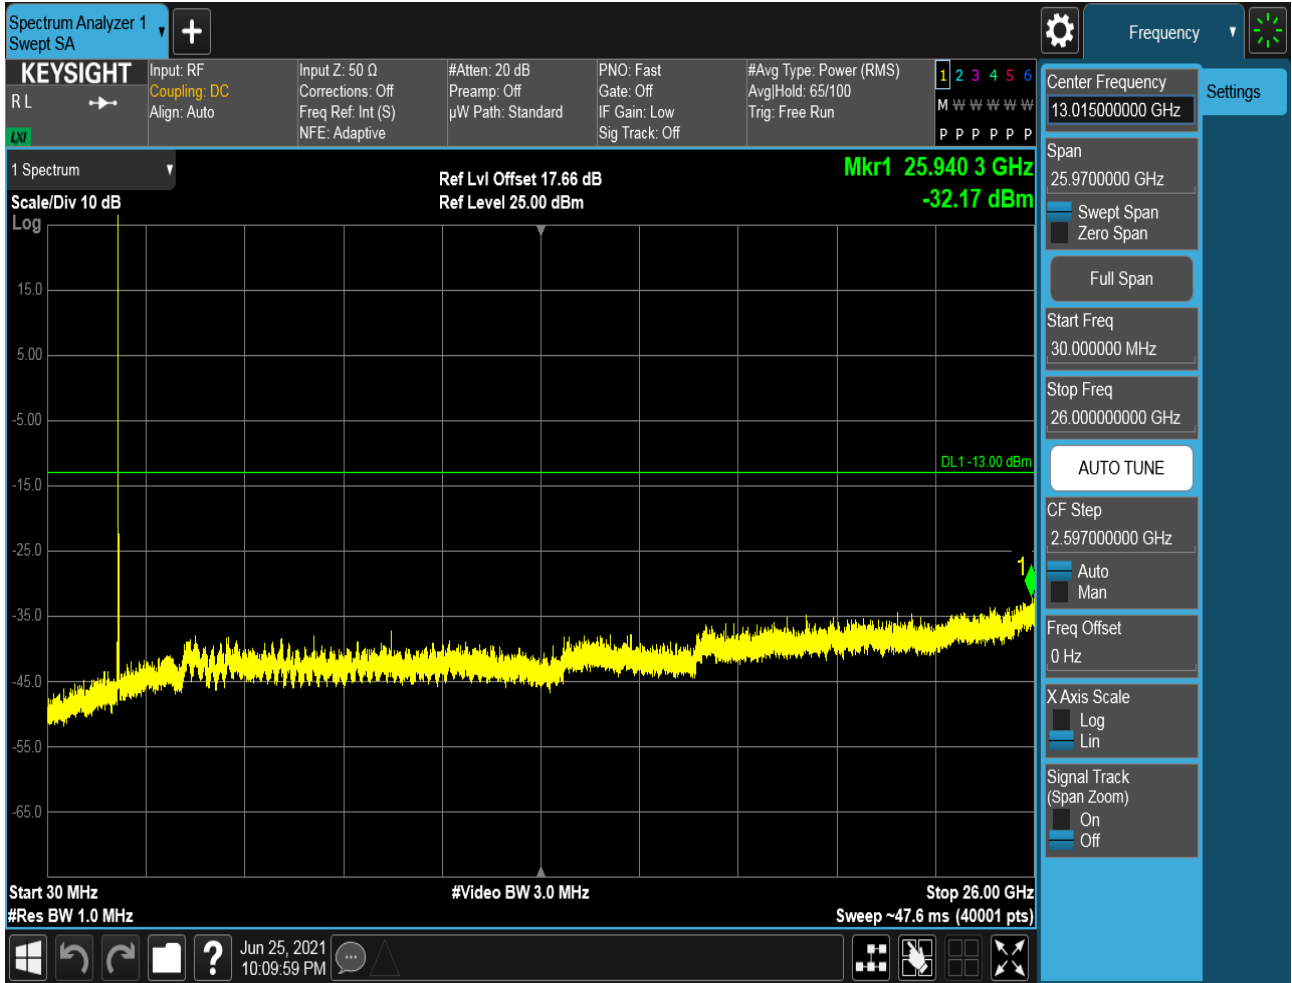 Spectrum Analyzer 1
Swept SA
Frequency
KEYSIGHT
R L
LXI
Input: RF
Coupling: DC
Align: Auto
Input Z: 50 Ω
Corrections: Off
Freq Ref: Int (S)
NFE: Adaptive
#Atten: 20 dB
Preamp: Off
µW Path: Standard
PNO: Fast
Gate: Off
IF Gain: Low
Sig Track: Off
#Avg Type: Power (RMS)
Avg|Hold: 65/100
Trig: Free Run
1 2 3 4 5 6
M W W W W W
P P P P P P
1 Spectrum
Scale/Div 10 dB
Log
Ref Lvl Offset 17.66 dB
Ref Level 25.00 dBm
Mkr1 25.940 3 GHz
-32.17 dBm
15.0
5.00
-5.00
DL1 -13.00 dBm
-15.0
-25.0
1
-35.0
-45.0
-55.0
-65.0
Start 30 MHz
#Video BW 3.0 MHz
Stop 26.00 GHz
#Res BW 1.0 MHz
Sweep ~47.6 ms (40001 pts)
Jun 25, 2021
10:09:59 PM
?
Center Frequency
13.015000000 GHz
Settings
Span
25.9700000 GHz
Swept Span
Zero Span
Full Span
Start Freq
30.000000 MHz
Stop Freq
26.000000000 GHz
AUTO TUNE
CF Step
2.597000000 GHz
Auto
Man
Freq Offset
0 Hz
X Axis Scale
Log
Lin
Signal Track
(Span Zoom)
On
Off